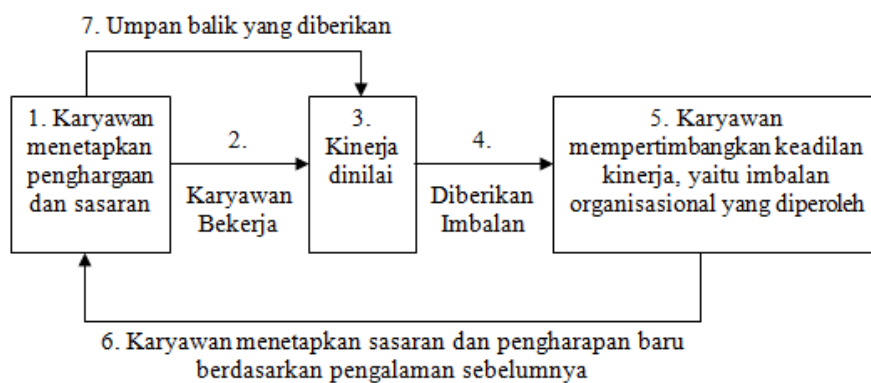 7. Umpan balik yang diberikan
1. Karyawan
menetapkan
penghargaan
dan sasaran
2.
Karyawan
Bekerja
3.
Kinerja
dinilai
4.
Diberikan
Imbalan
5. Karyawan
mempertimbangkan keadilan
kinerja, yaitu imbalan
organisasional yang diperoleh
6. Karyawan menetapkan sasaran dan pengharapan baru
berdasarkan pengalaman sebelumnya